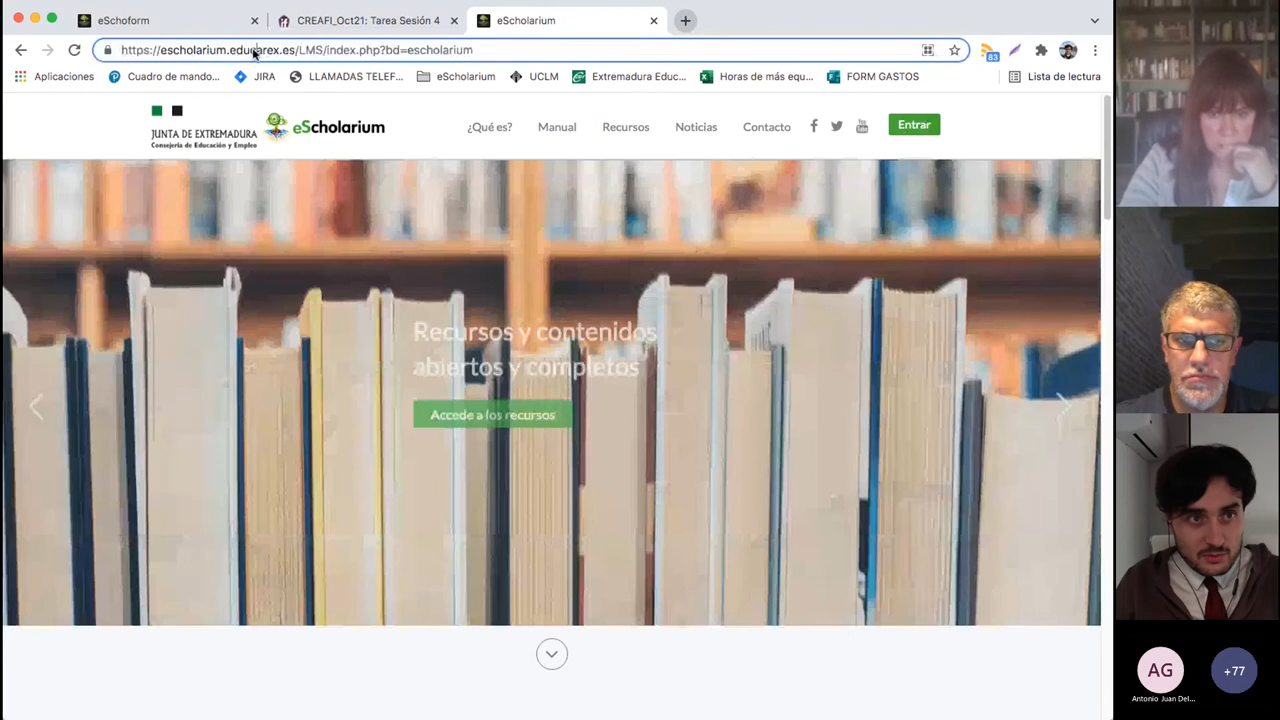 eSchoform
CREAFI_Oct21: Tarea Sesión 4
eScholarium
https://escholarium.educarex.es/LMS/index.php?bd=escholarium
83
Aplicaciones
Cuadro de mando...
JIRA
LLAMADAS TELEF...
eScholarium
UCLM
Extremadura Educ...
Horas de más equ...
FORM GASTOS
Lista de lectura
JUNTA DE EXTREMADURA
Consejería de Educación y Empleo
eScholarium
¿Qué es?
Manual
Recursos
Noticias
Contacto
You
Tube
Entrar
Recursos y contenidos
abiertos y completos
Accede a los recursos
AG
+77
Antonio Juan Del...